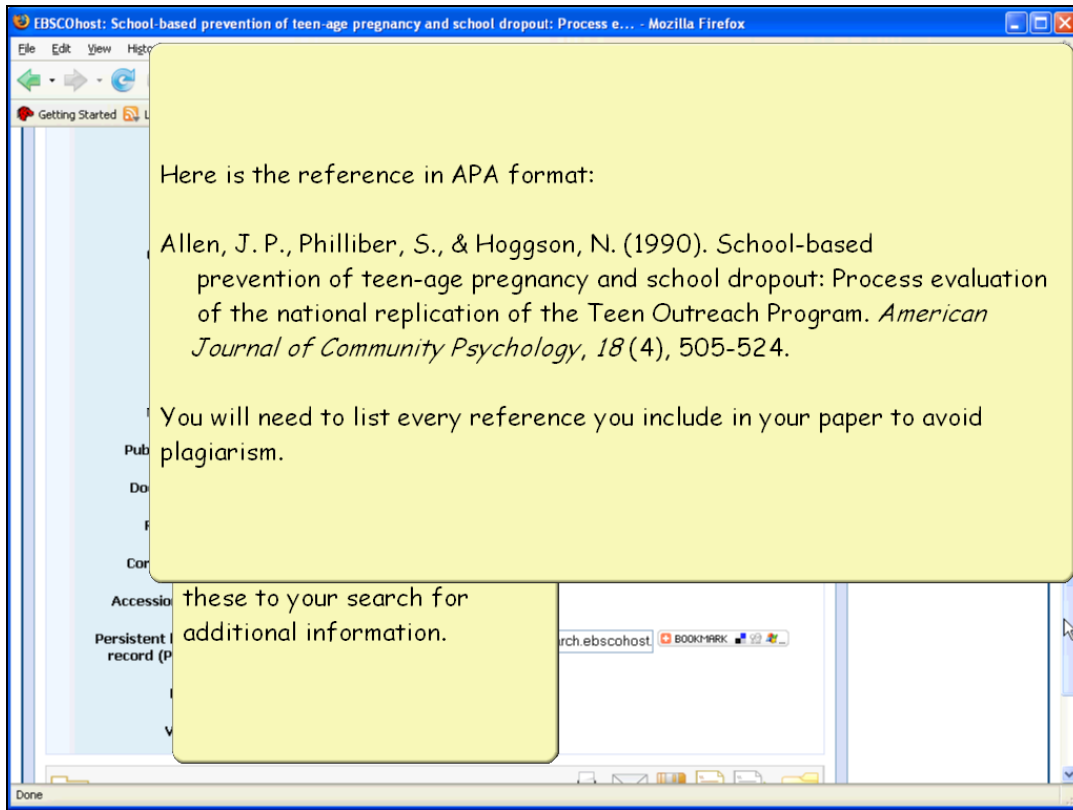 EBSCOhost: School-based prevention of teen-age pregnancy and school dropout: Process e... - Mozilla Firefox
File Edit View
Getting Started
Here is the reference in APA format:
Allen, J. P., Philliber, S., & Hoggson, N. (1990). School-based
prevention of teen-age pregnancy and school dropout: Process evaluation
of the national replication of the Teen Outreach Program. American
Journal of Community Psychology, 18 (4), 505-524.
You will need to list every reference you include in your paper to avoid
plagiarism.
these to your search for
additional information.
Persistent
record
BOOKMARK
Done